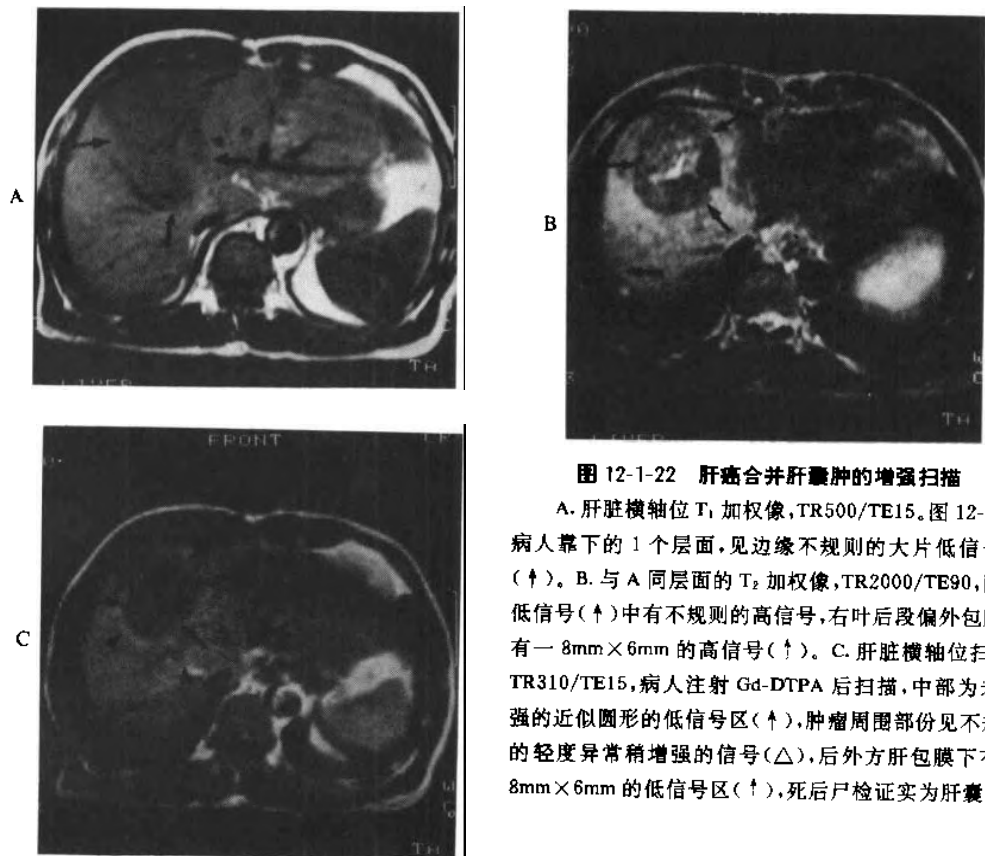 A
TA
B
TA
FRONT
C
TA
图 12-1-22 肝癌合并肝囊肿的增强扫描
A. 肝脏横轴位 T₁ 加权像,TR500/TE15。图 12-
病人靠下的 1 个层面,见边缘不规则的大片低信
(↑)。B. 与 A 同层面的 T₂ 加权像,TR2000/TE90,
低信号(↑)中有不规则的高信号,右叶后段偏外包
有一 8mm×6mm 的高信号(↑)。C. 肝脏横轴位扫
TR310/TE15,病人注射 Gd-DTPA 后扫描,中部为
强的近似圆形的低信号区(↑),肿瘤周围部份见不
的轻度异常稍增强的信号(△),后外方肝包膜下
8mm×6mm 的低信号区(↑),死后尸检证实为肝囊